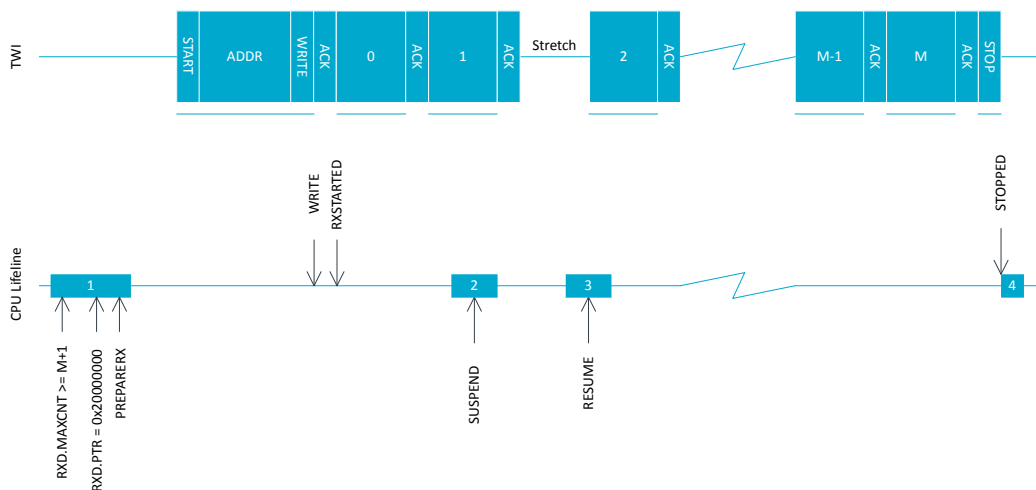 TWI
START
ADDR
WRITE
ACK
0
ACK
1
ACK
Stretch
2
ACK
M-1
ACK
M
ACK
STOP
CPU Lifeline
WRITE
RXSTARTED
STOPPED
1
2
3
4
RXD.MAXCNT >= M+1
RXD.PTR = 0x20000000
PREPARERX
SUSPEND
RESUME